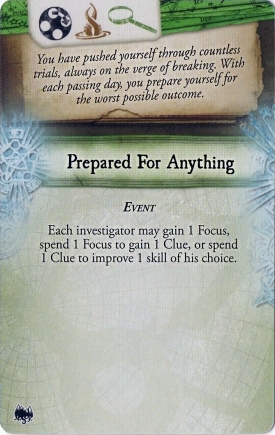 You have pushed yourself through countless
trials, always on the verge of breaking. With
each passing day, you prepare yourself for
the worst possible outcome.
Prepared For Anything
EVENT
Each investigator may gain 1 Focus,
spend 1 Focus to gain 1 Clue, or spend
1 Clue to improve 1 skill of his choice.